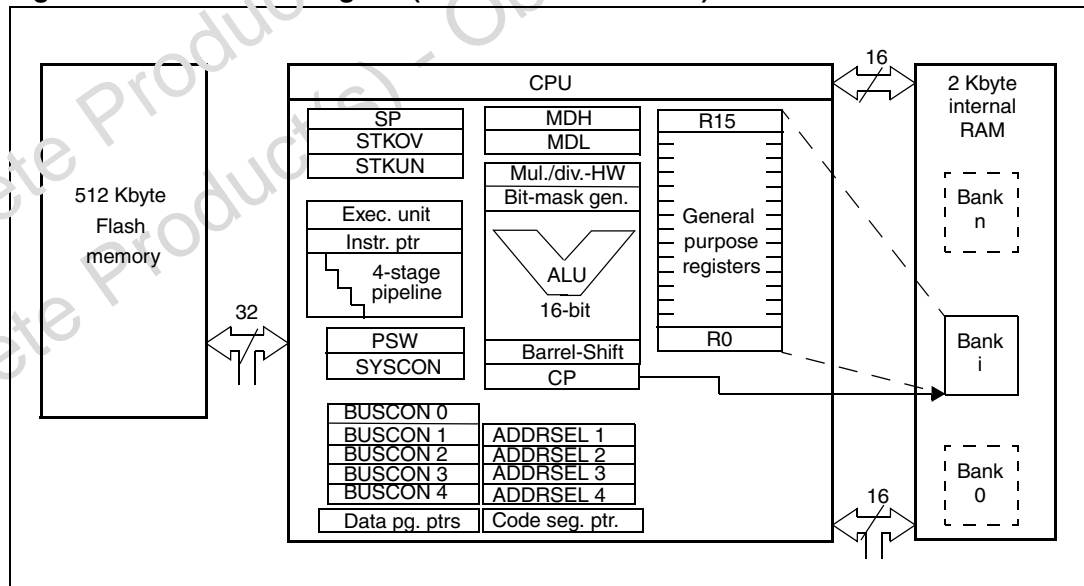 512 Kbyte
Flash
memory
32
CPU
SP
STKOV
STKUN
Exec. unit
Instr. ptr
4-stage
pipeline
PSW
SYSCON
BUSCON 0
BUSCON 1
BUSCON 2
BUSCON 3
BUSCON 4
Data pg. ptrs
MDH
MDL
Mul./div.-HW
Bit-mask gen.
ALU
16-bit
Barrel-Shift
CP
ADDRSEL 1
ADDRSEL 2
ADDRSEL 3
ADDRSEL 4
Code seg. ptr.
R15
General
purpose
registers
R0
16
16
2 Kbyte
internal
RAM
Bank
n
Bank
i
Bank
0